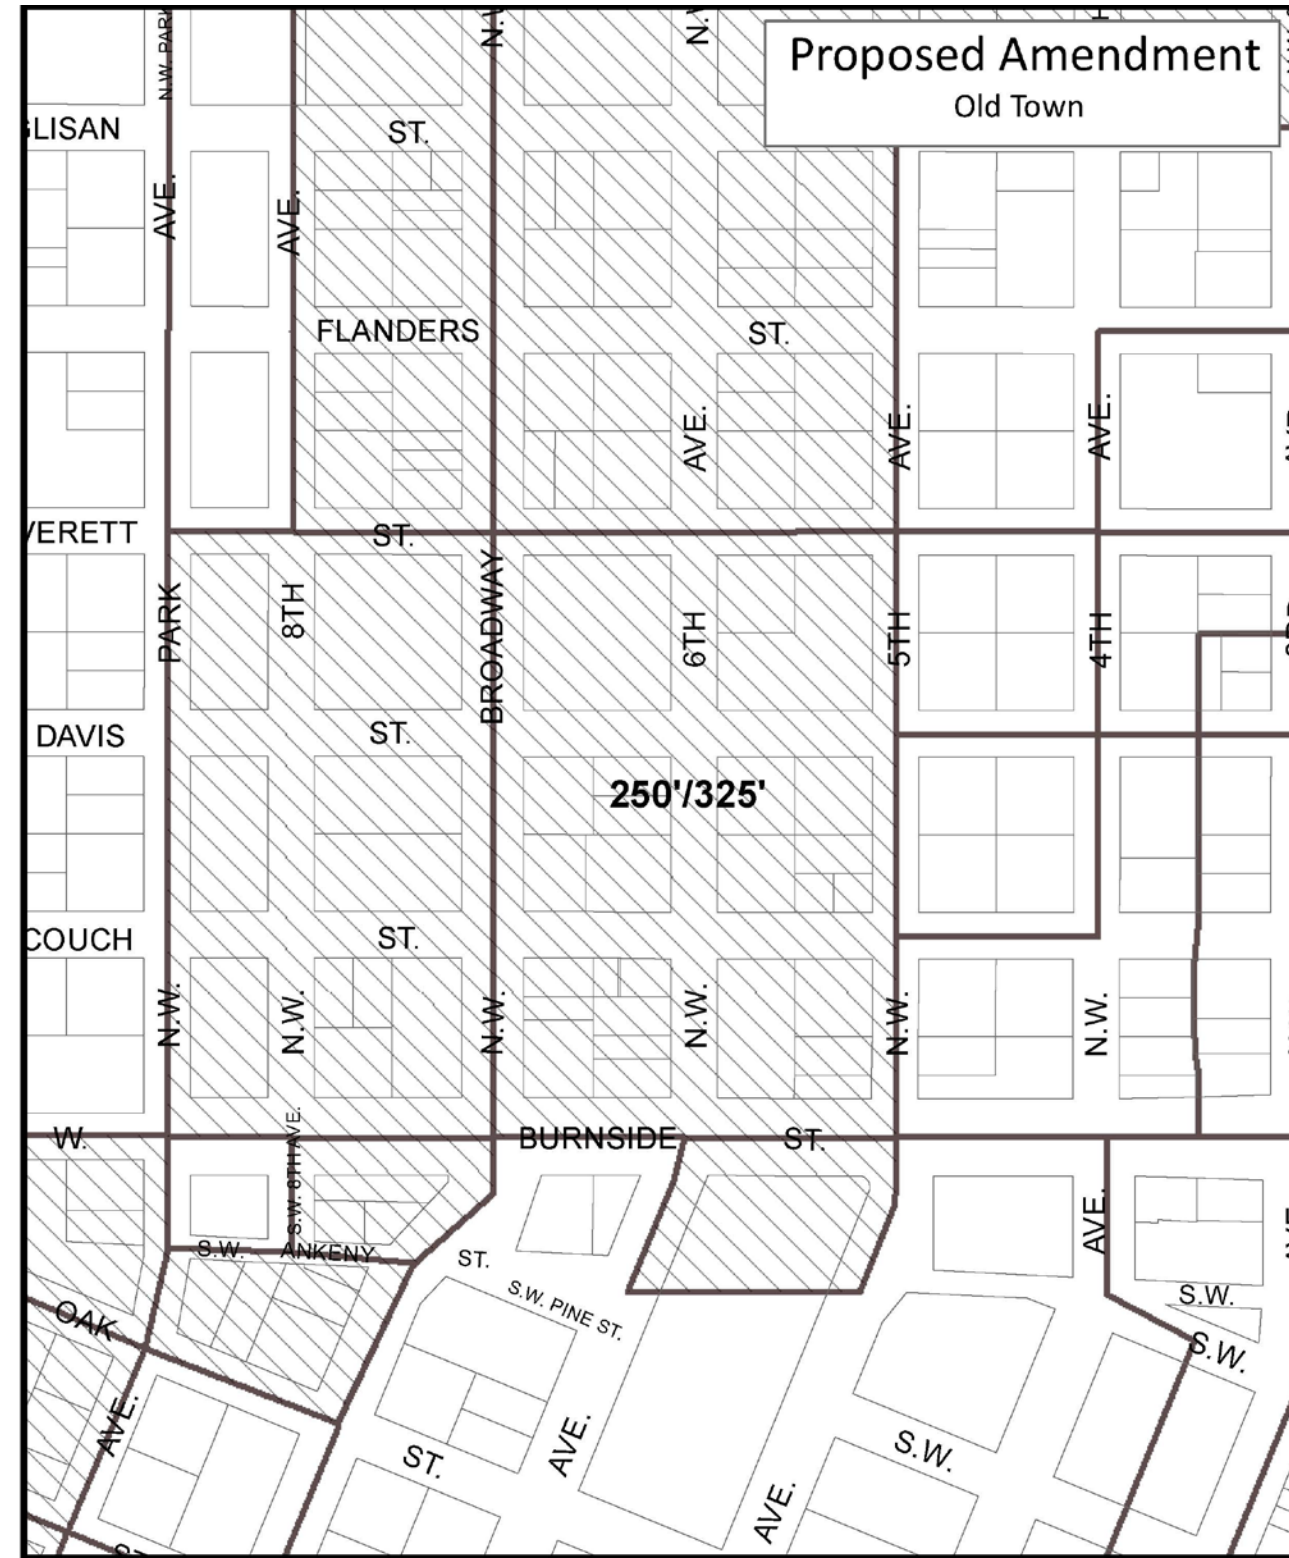 N.W. PARK
N.W.
N.W.
Proposed Amendment
Old Town
GLISAN
ST.
AVE.
AVE.
FLANDERS
ST.
AVE.
AVE.
AVE.
VERETT
ST.
PARK
8TH
BROADWAY
6TH
5TH
4TH
DAVIS
ST.
250'/325'
COUCH
ST.
N.W.
N.W.
N.W.
N.W.
N.W.
N.W.
W.
S.W. 8TH AVE.
BURNSIDE
ST.
AVE.
S.W.
ANKENY
ST.
S.W. PINE ST.
S.W.
OAK
S.W.
AVE.
ST.
AVE.
S.W.
AVE.